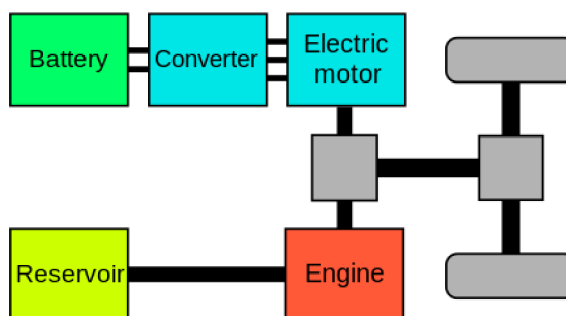 Battery
Converter
Electric
motor
Reservoir
Engine